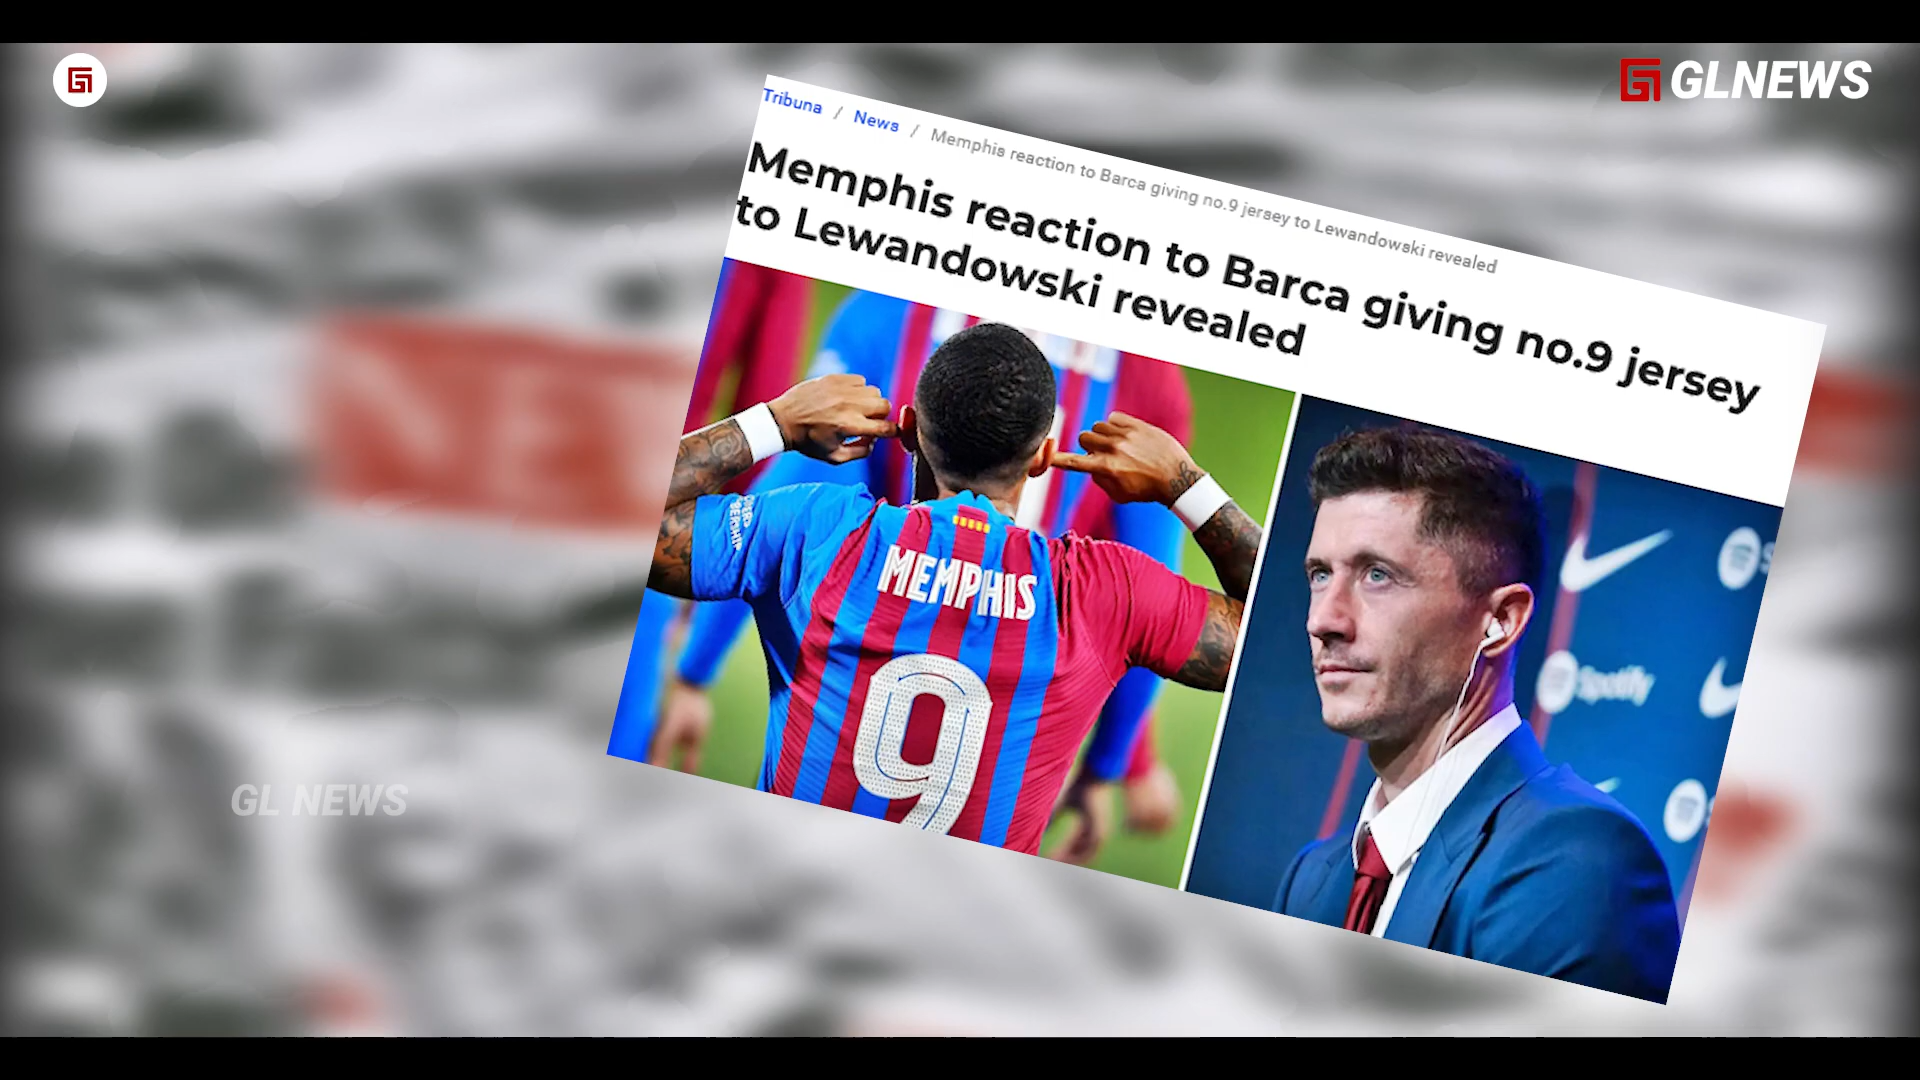 GLNEWS
Tribuna / News / Memphis reaction to Barca giving no.9 jersey to Lewandowski revealed
Memphis reaction to Barca giving no.9 jersey
to Lewandowski revealed
MEMPHIS
9
Spotify
GL NEWS